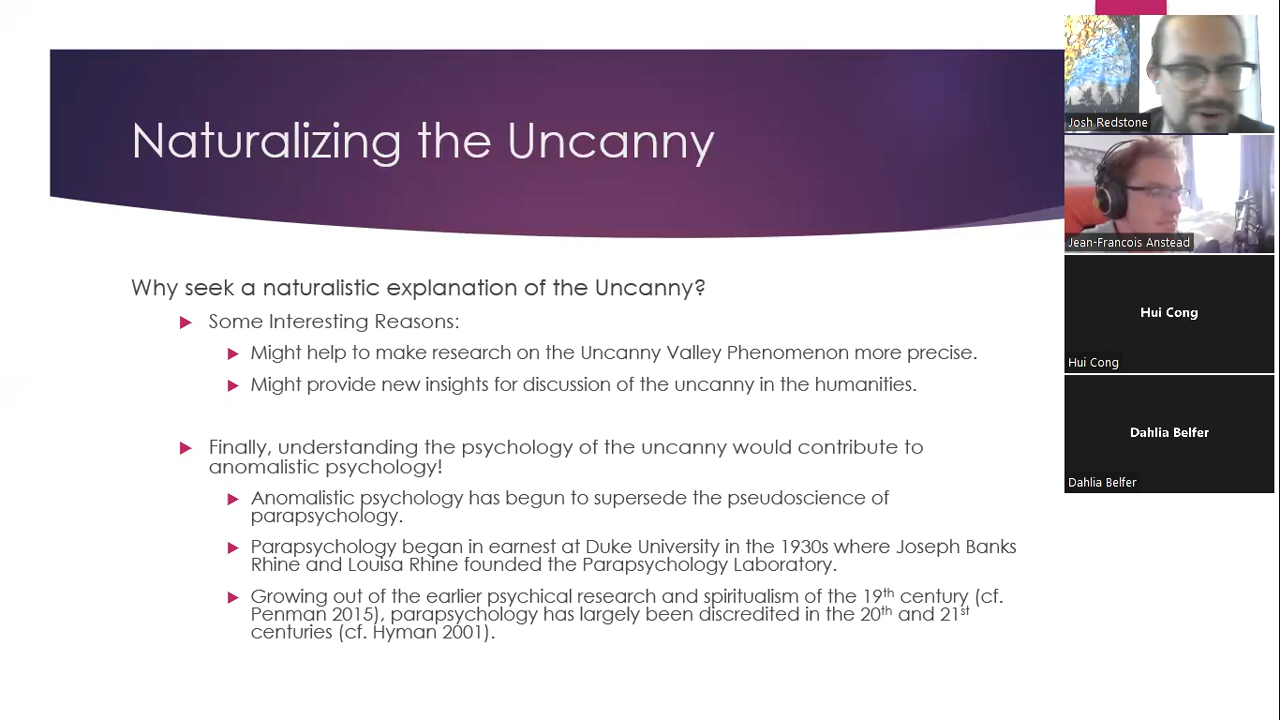 Naturalizing the Uncanny
Why seek a naturalistic explanation of the Uncanny?
Some Interesting Reasons:
Might help to make research on the Uncanny Valley Phenomenon more precise.
Might provide new insights for discussion of the uncanny in the humanities.
Finally, understanding the psychology of the uncanny would contribute to
anomalistic psychology!
Anomalistic psychology has begun to supersede the pseudoscience of
parapsychology.
Parapsychology began in earnest at Duke University in the 1930s where Joseph Banks
Rhine and Louisa Rhine founded the Parapsychology Laboratory.
Growing out of the earlier psychical research and spiritualism of the 19th century (cf.
Penman 2015), parapsychology has largely been discredited in the 20th and 21st
centuries (cf. Hyman 2001).
Josh Redstone
Jean-Francois Anstead
Hui Cong
Hui Cong
Dahlia Belfer
Dahlia Belfer